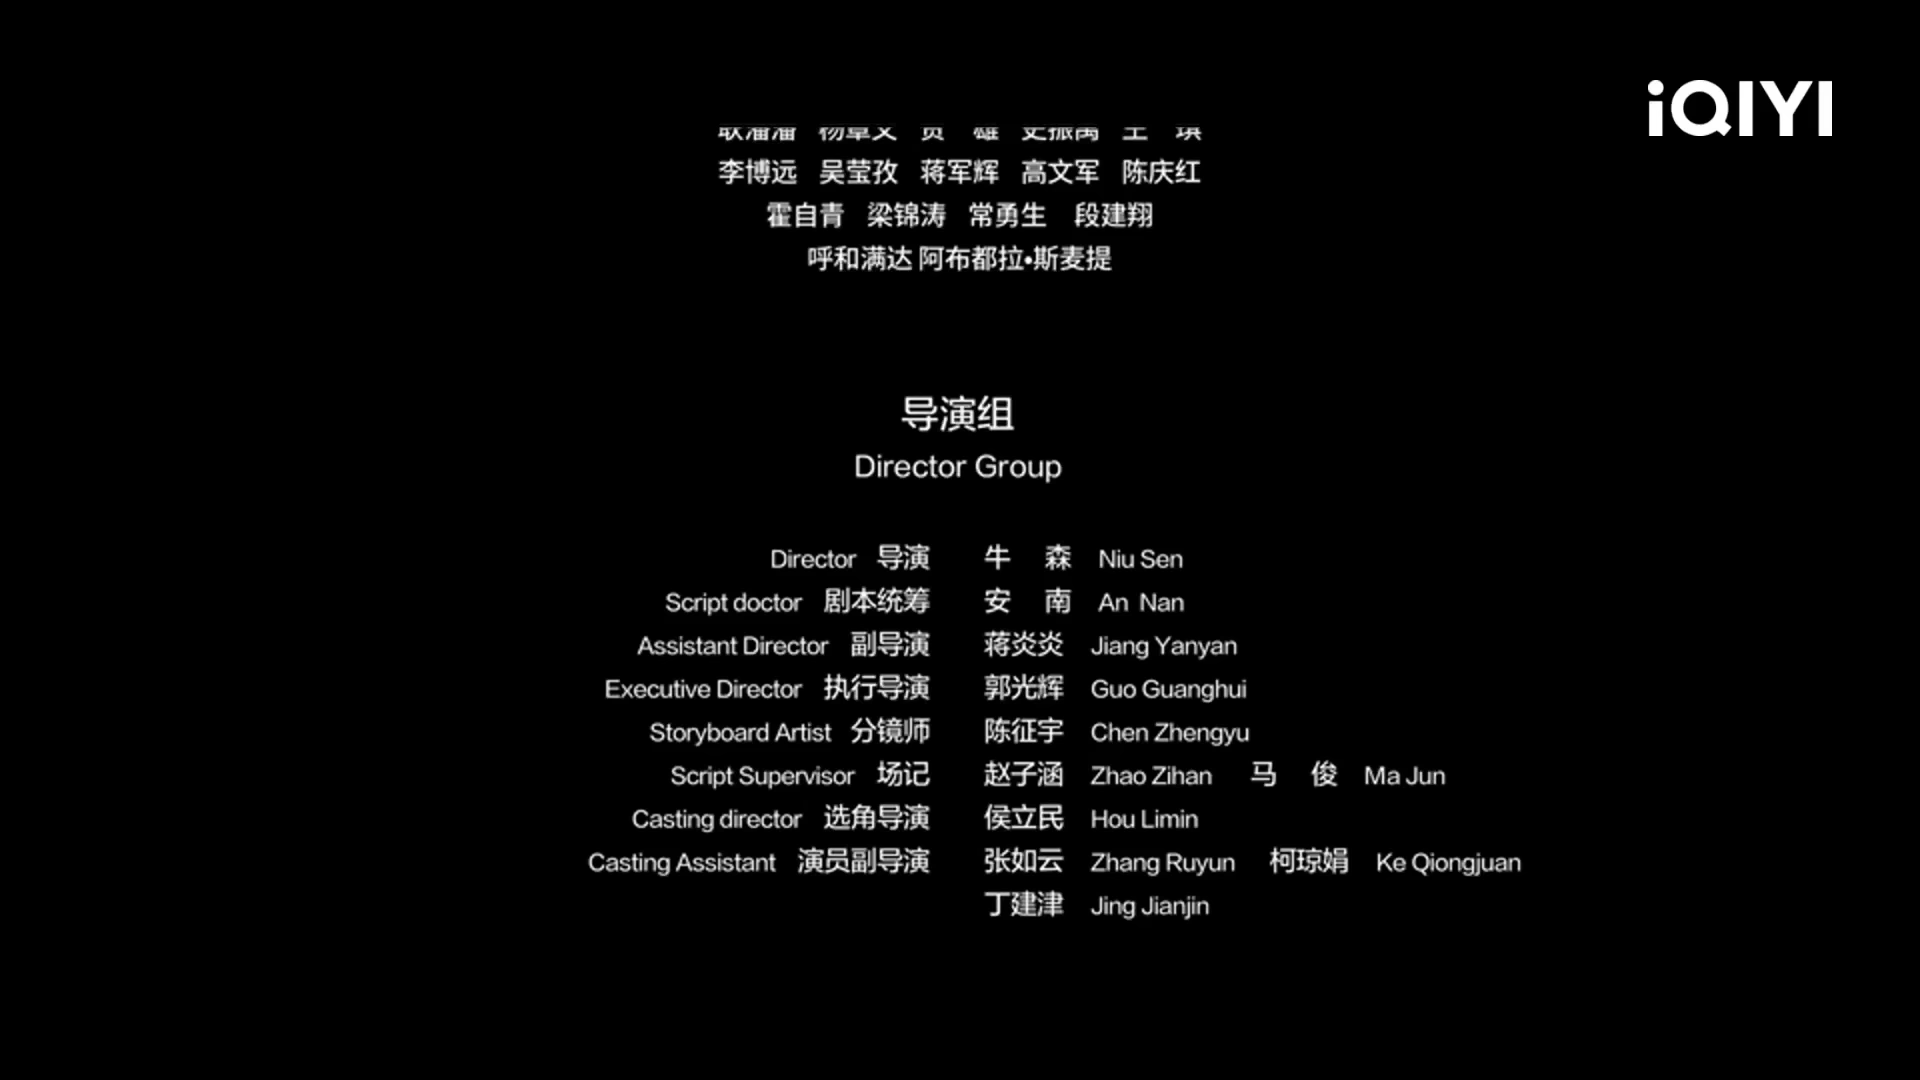 iQIYI
李博远 吴莹孜 蒋军辉 高文军 陈庆红
霍自青 梁锦涛 常勇生 段建翔
呼和满达 阿布都拉•斯麦提
导演组
Director Group
Director 导演 牛 森 Niu Sen
Script doctor 剧本统筹 安 南 An Nan
Assistant Director 副导演 蒋炎炎 Jiang Yanyan
Executive Director 执行导演 郭光辉 Guo Guanghui
Storyboard Artist 分镜师 陈征宇 Chen Zhengyu
Script Supervisor 场记 赵子涵 Zhao Zihan 马 俊 Ma Jun
Casting director 选角导演 侯立民 Hou Limin
Casting Assistant 演员副导演 张如云 Zhang Ruyun 柯琼娟 Ke Qiongjuan
丁建津 Jing Jianjin